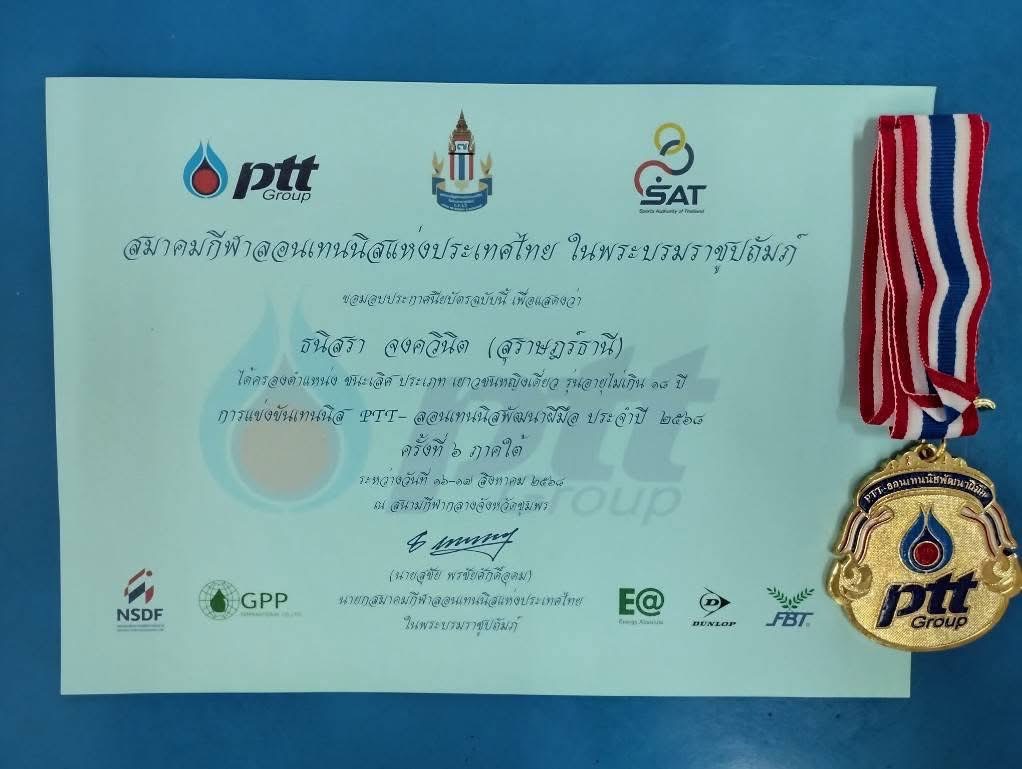 ptt
Group
SAT
Sports Authority of Thailand
สมาคมกีฬาลอนเทนนิสแห่งประเทศไทย ในพระบรมราชูปถัมภ์
ขอมอบประกาศนียบัตรฉบับนี้ เพื่อแสดงว่า
ธนิสรา จงควินิต (สุราษฎร์ธานี)
ได้ครองตำแหน่ง ชนะเลิศ ประเภท เยาวชนหญิงเดี่ยว รุ่นอายุไม่เกิน ๑๘ ปี
การแข่งขันเทนนิส PTT- ลอนเทนนิสพัฒนาฝีมือ ประจำปี ๒๕๖๘
ครั้งที่ ๖ ภาคใต้
ระหว่างวันที่ ๑๖-๑๗ สิงหาคม ๒๕๖๘
ณ สนามกีฬากลางจังหวัดชุมพร
ptt
Group
(นายสุชัย พรชัยศักดิ์อุดม)
นายกสมาคมกีฬาลอนเทนนิสแห่งประเทศไทย
ในพระบรมราชูปถัมภ์
NSDF
GPP
INTERNATIONAL CO.,LTD.
E@
Energy Absolute
D
DUNLOP
FBT
PTT-ลอนเทนนิสพัฒนาฝีมือ
ptt
Group